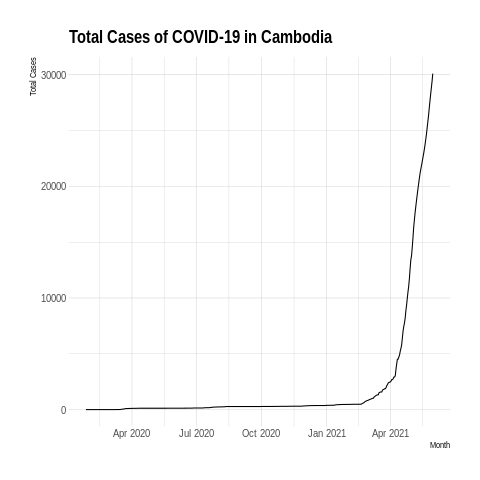 Total Cases of COVID-19 in Cambodia
Total Cases
30000
20000
10000
0
Apr 2020 Jul 2020 Oct 2020 Jan 2021 Apr 2021
Month